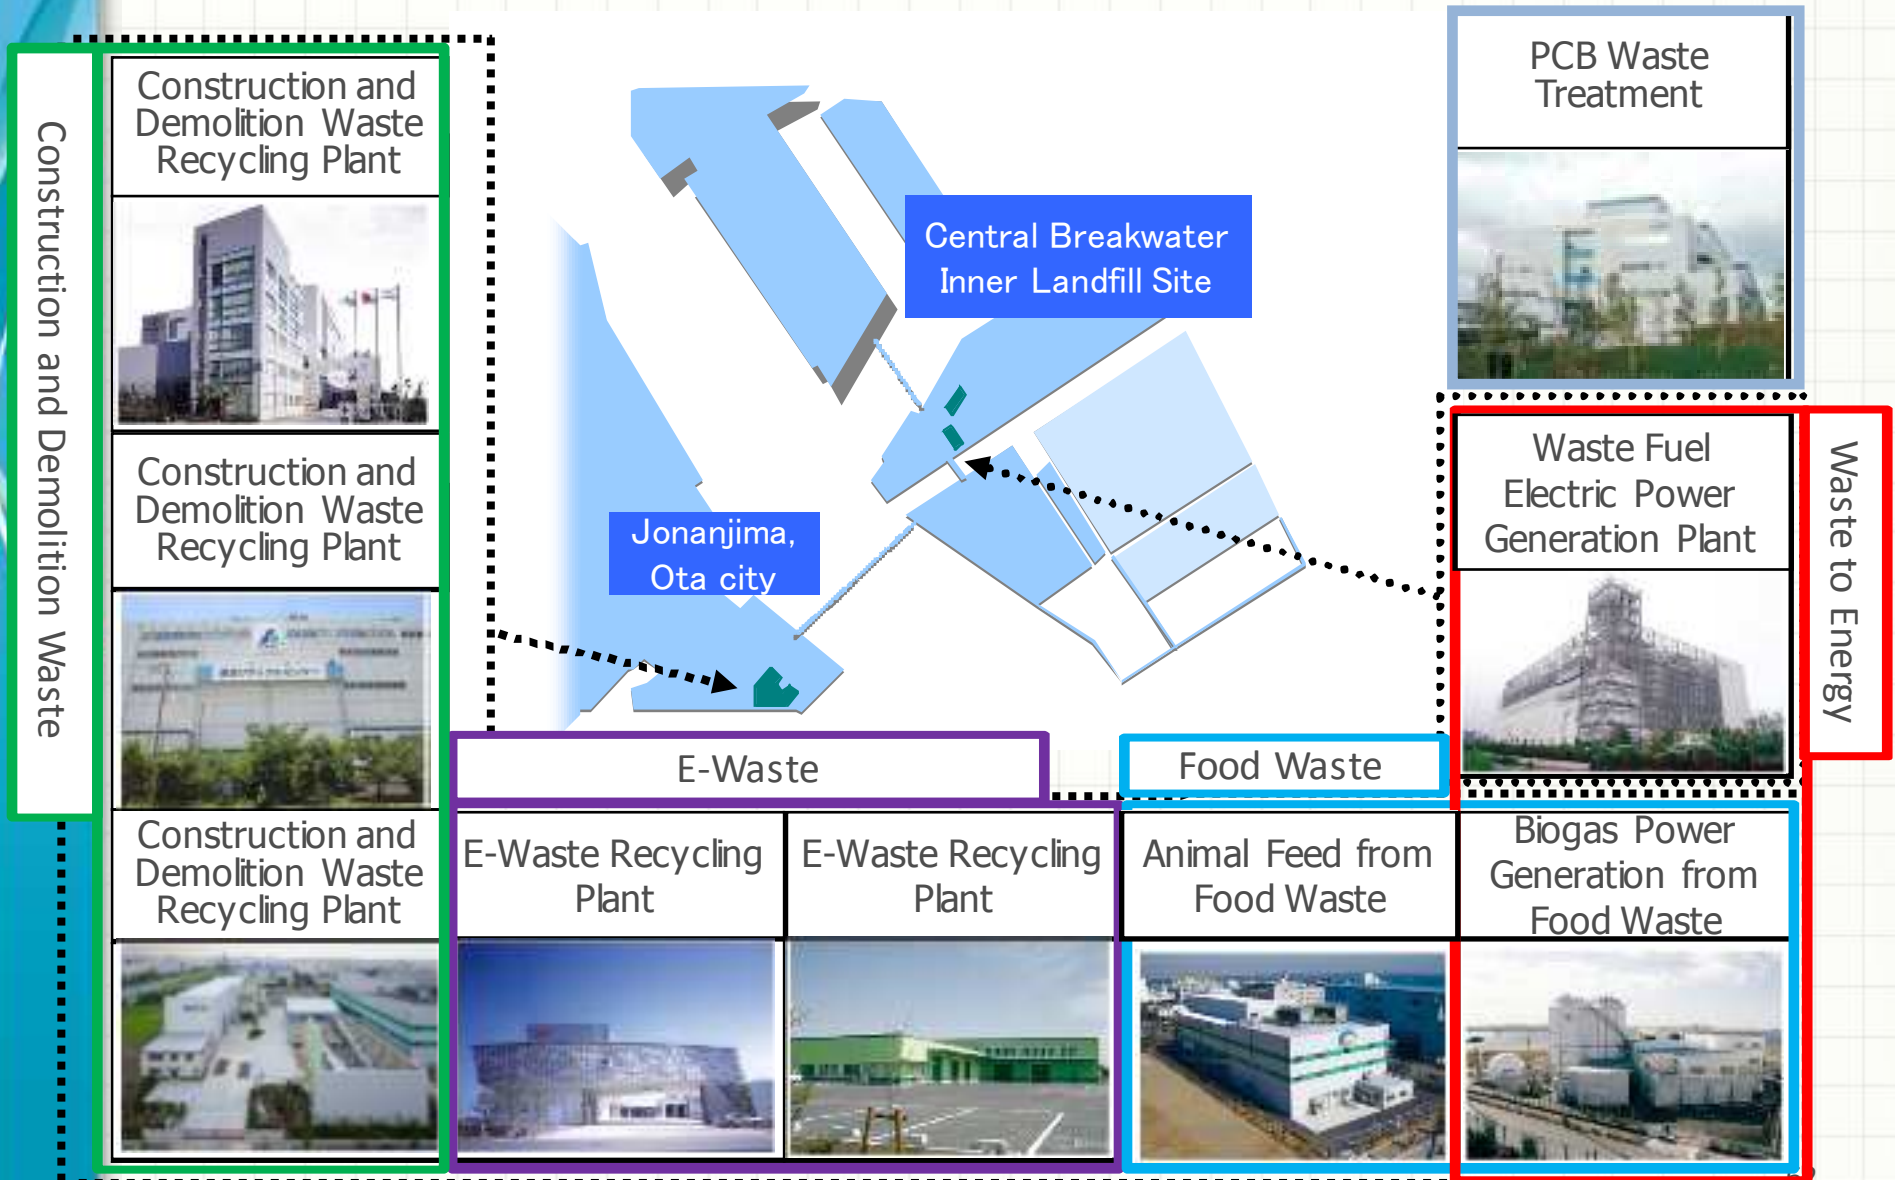 Construction and Demolition Waste
Construction and
Demolition Waste
Recycling Plant
Construction and
Demolition Waste
Recycling Plant
Construction and
Demolition Waste
Recycling Plant
Central Breakwater
Inner Landfill Site
Jonanjima,
Ota city
PCB Waste
Treatment
Waste Fuel
Electric Power
Generation Plant
Waste to Energy
E-Waste
Food Waste
E-Waste Recycling
Plant
E-Waste Recycling
Plant
Animal Feed from
Food Waste
Biogas Power
Generation from
Food Waste